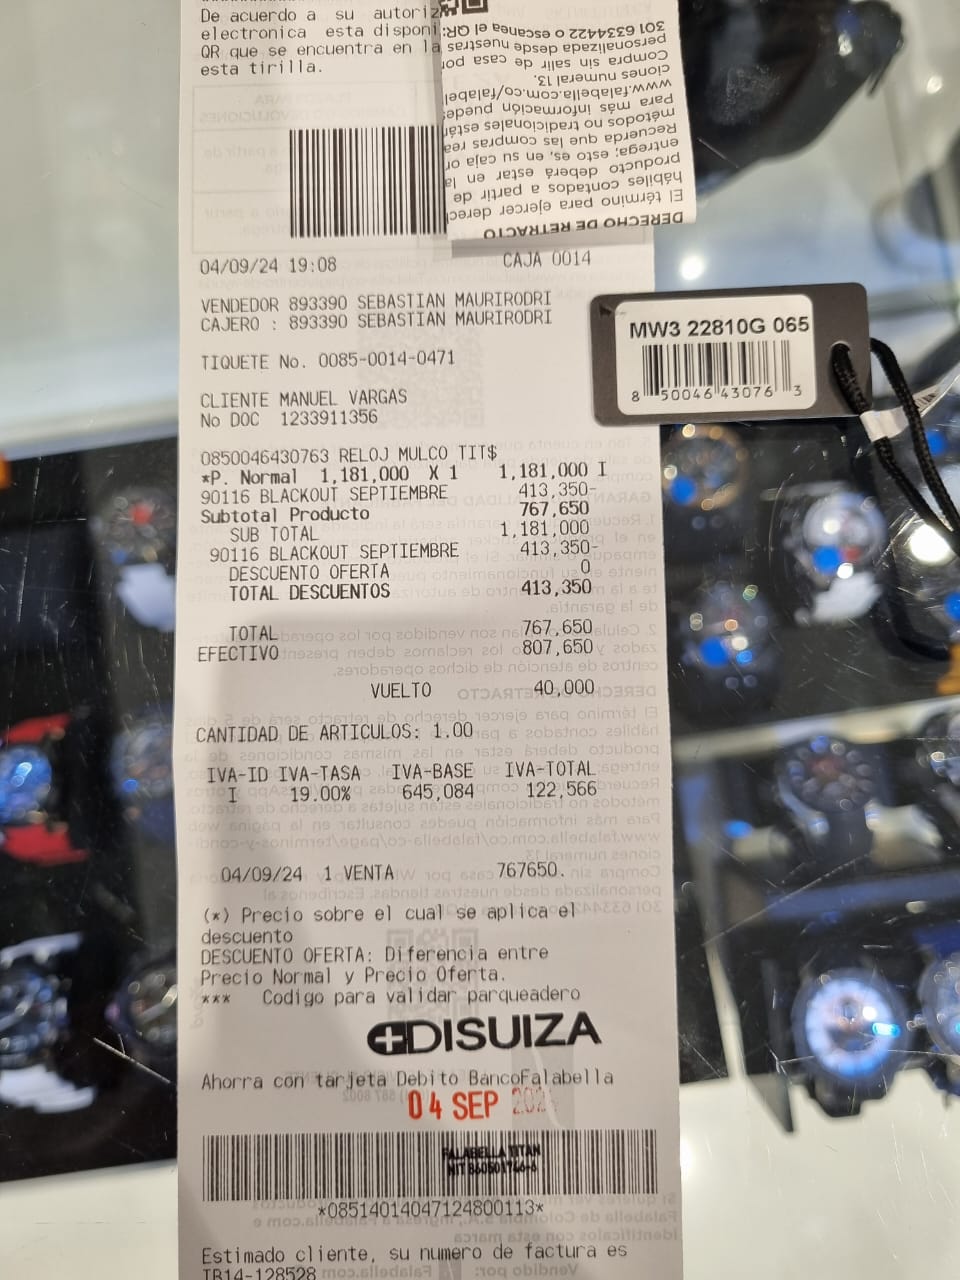 De acuerdo a su autoriz
electronica esta disponi
QR que se encuentra en la
esta tirilla.
301 6334422 o escanea el QR:
personalizada desde nuestras
Compra sin salir de casa por
ciones numeral 13.
www.falabella.com.co/falabel
Para más información puedes
métodos no tradicionales están
Recuerda que las compras rea
entrega; esto es, en su caja or
producto deberá estar en la
hábiles contados a partir de
El término para ejercer derech
DERECHO DE RETRACTO
04/09/24 19:08 CAJA 0014
VENDEDOR 893390 SEBASTIAN MAURIRODRI
CAJERO : 893390 SEBASTIAN MAURIRODRI
TIQUETE No. 0085-0014-0471
CLIENTE MANUEL VARGAS
No DOC 1233911356
0850046430763 RELOJ MULCO TIT$
*P. Normal 1,181,000 X 1 1,181,000 I
90116 BLACKOUT SEPTIEMBRE 413,350-
Subtotal Producto 767,650
SUB TOTAL 1,181,000
90116 BLACKOUT SEPTIEMBRE 413,350-
DESCUENTO OFERTA 0
TOTAL DESCUENTOS 413,350
TOTAL 767,650
EFECTIVO 807,650
VUELTO 40,000
CANTIDAD DE ARTICULOS: 1.00
IVA-ID IVA-TASA IVA-BASE IVA-TOTAL
I 19.00% 645,084 122,566
04/09/24 1 VENTA 767650.
(*) Precio sobre el cual se aplica el
descuento
DESCUENTO OFERTA: Diferencia entre
Precio Normal y Precio Oferta.
*** Codigo para validar parqueadero
DISUIZA
Ahorra con tarjeta Debito BancoFalabella
04 SEP 202
FALABELLA TITAN
NIT
*08514014047124800113*
Estimado cliente, su numero de factura es
TB14-128528
MW3 22810G 065
8 50046 43076 3